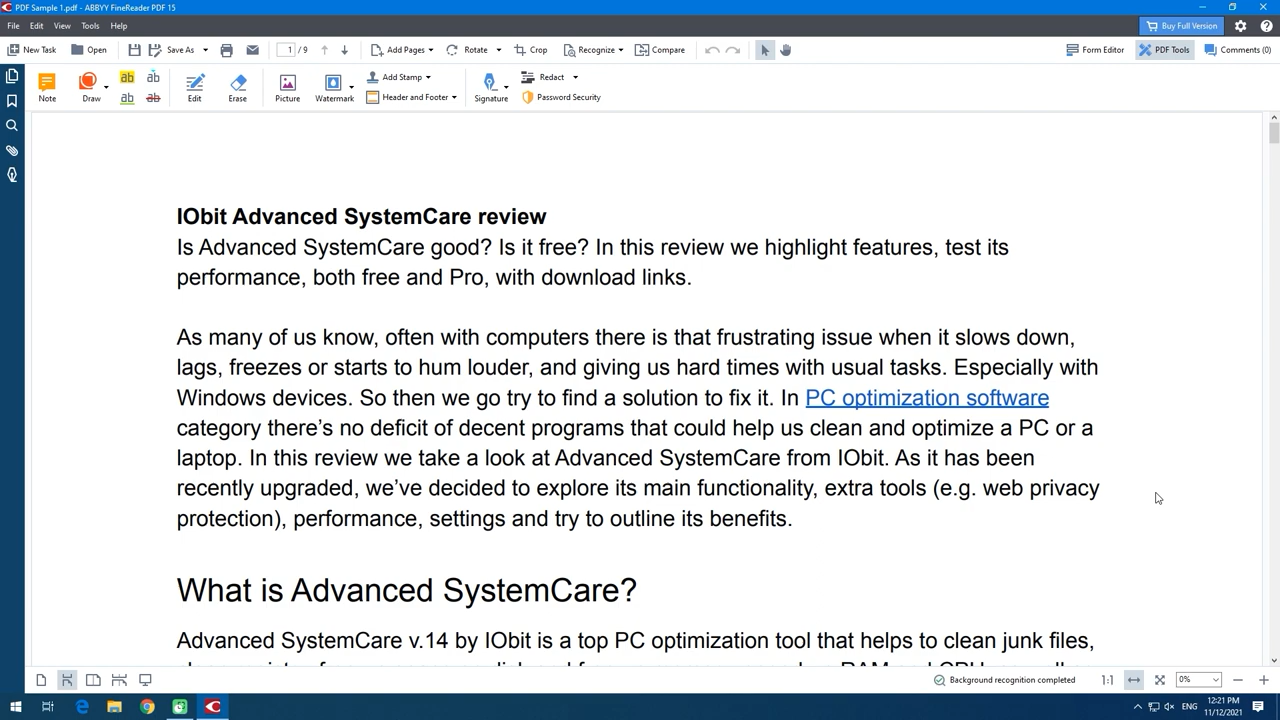 PDF Sample 1.pdf - ABBYY FineReader PDF 15
File Edit View Tools Help
Buy Full Version
New Task Open Save As 1 / 9 Add Pages Rotate Crop Recognize Compare Form Editor PDF Tools Comments (0)
Note Draw ab ab ab ab Edit Erase Picture Watermark Add Stamp Header and Footer Signature Redact Password Security
IObit Advanced SystemCare review
Is Advanced SystemCare good? Is it free? In this review we highlight features, test its
performance, both free and Pro, with download links.
As many of us know, often with computers there is that frustrating issue when it slows down,
lags, freezes or starts to hum louder, and giving us hard times with usual tasks. Especially with
Windows devices. So then we go try to find a solution to fix it. In PC optimization software
category there's no deficit of decent programs that could help us clean and optimize a PC or a
laptop. In this review we take a look at Advanced SystemCare from IObit. As it has been
recently upgraded, we've decided to explore its main functionality, extra tools (e.g. web privacy
protection), performance, settings and try to outline its benefits.
What is Advanced SystemCare?
Advanced SystemCare v.14 by IObit is a top PC optimization tool that helps to clean junk files,
Background recognition completed 1:1 0%
ENG 12:21 PM
11/12/2021